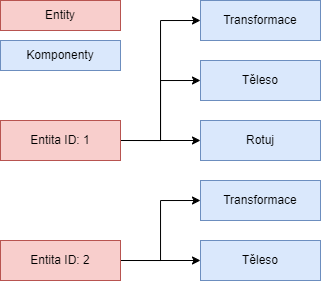 Entity
Komponenty
Transformace
Těleso
Entita ID: 1
Rotuj
Transformace
Entita ID: 2
Těleso